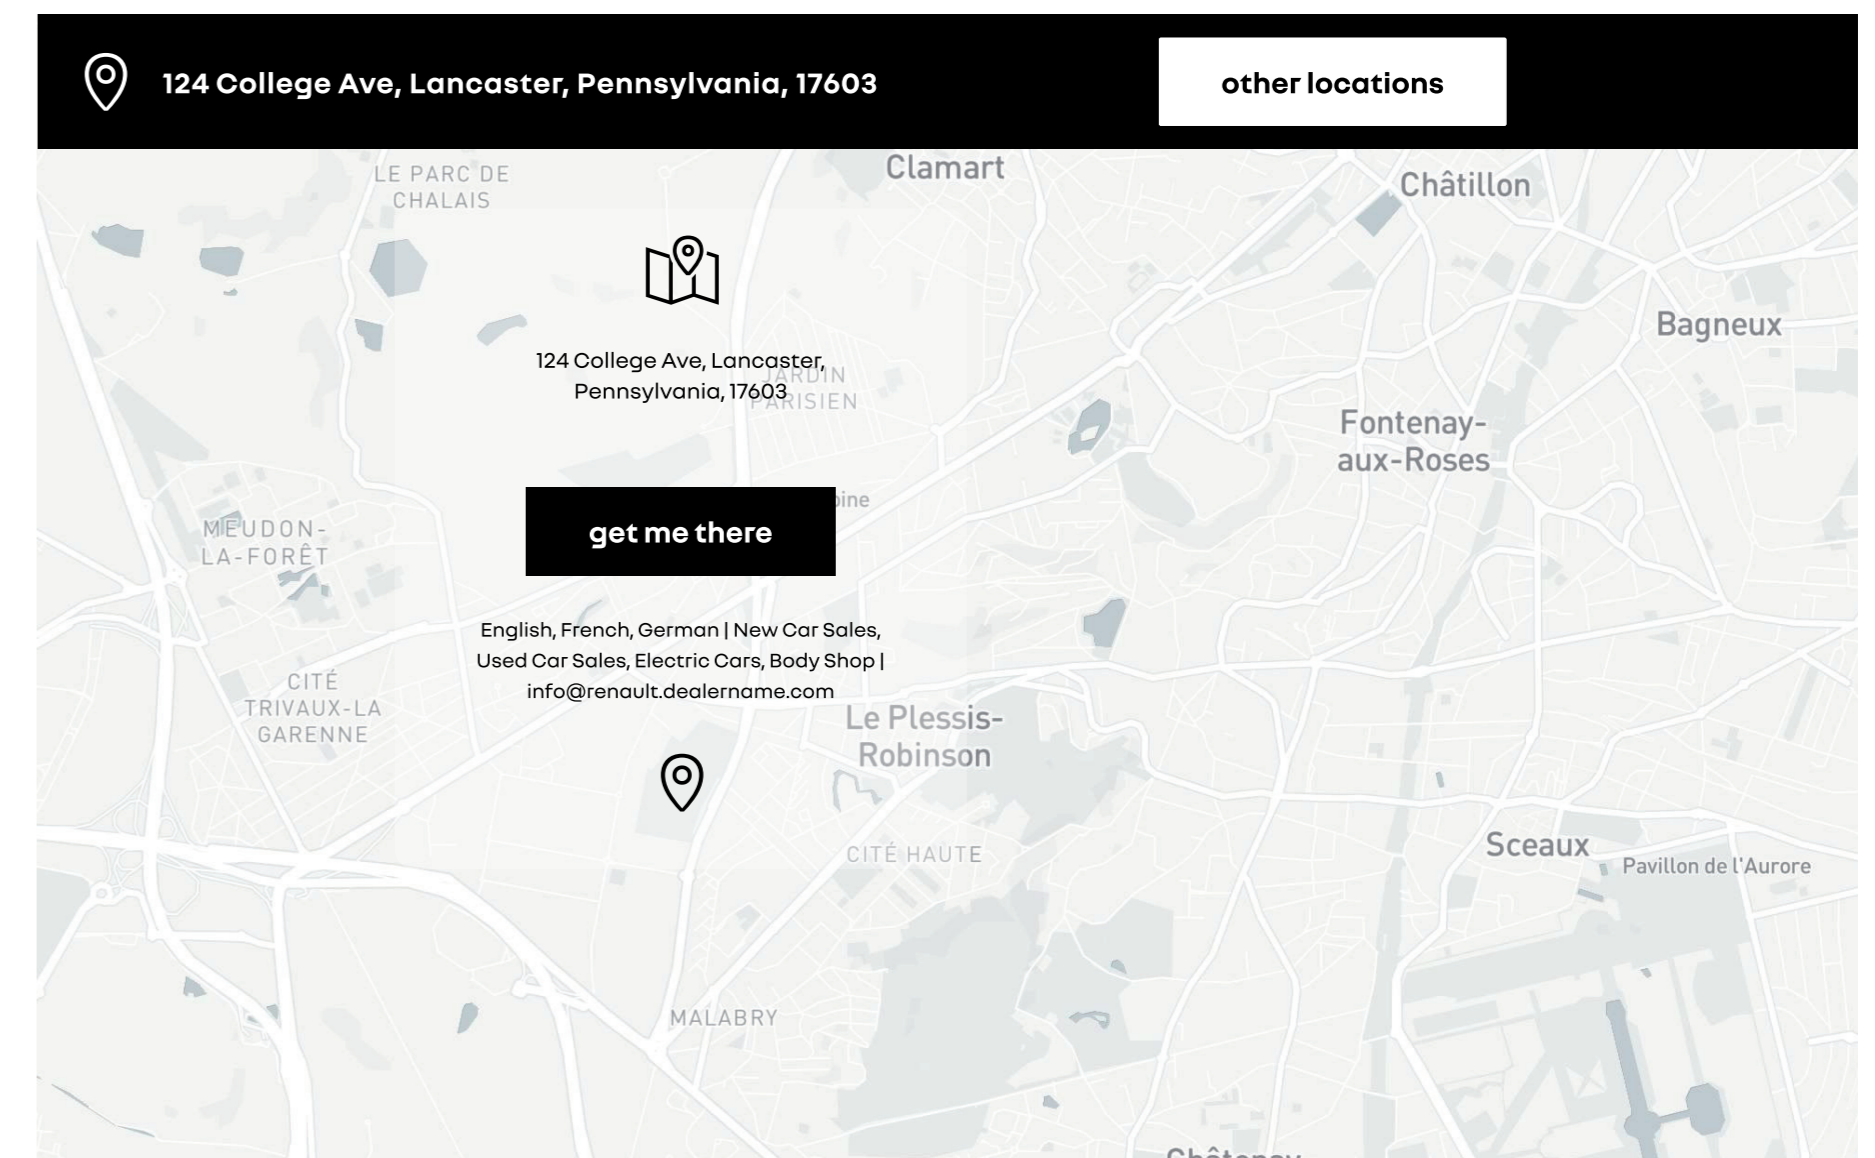 124 College Ave, Lancaster, Pennsylvania, 17603
other locations
Clamart
LE PARC DE
CHALAIS
Châtillon
Bagneux
124 College Ave, Lancaster,
Pennsylvania, 17603
JARDIN
PARISIEN
Fontenay-
aux-Roses
get me there
MEUDON-
LA-FORÊT
English, French, German | New Car Sales,
Used Car Sales, Electric Cars, Body Shop |
info@renault.dealername.com
CITÉ
TRIVAUX-LA
GARENNE
Le Plessis-
Robinson
CITÉ HAUTE
Sceaux
Pavillon de l'Aurore
MALABRY